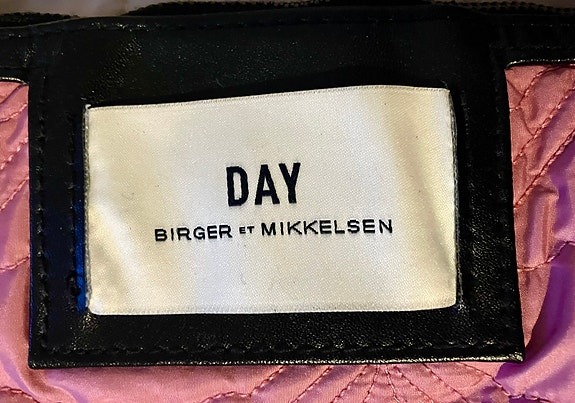 DAY
BIRGER ET MIKKELSEN